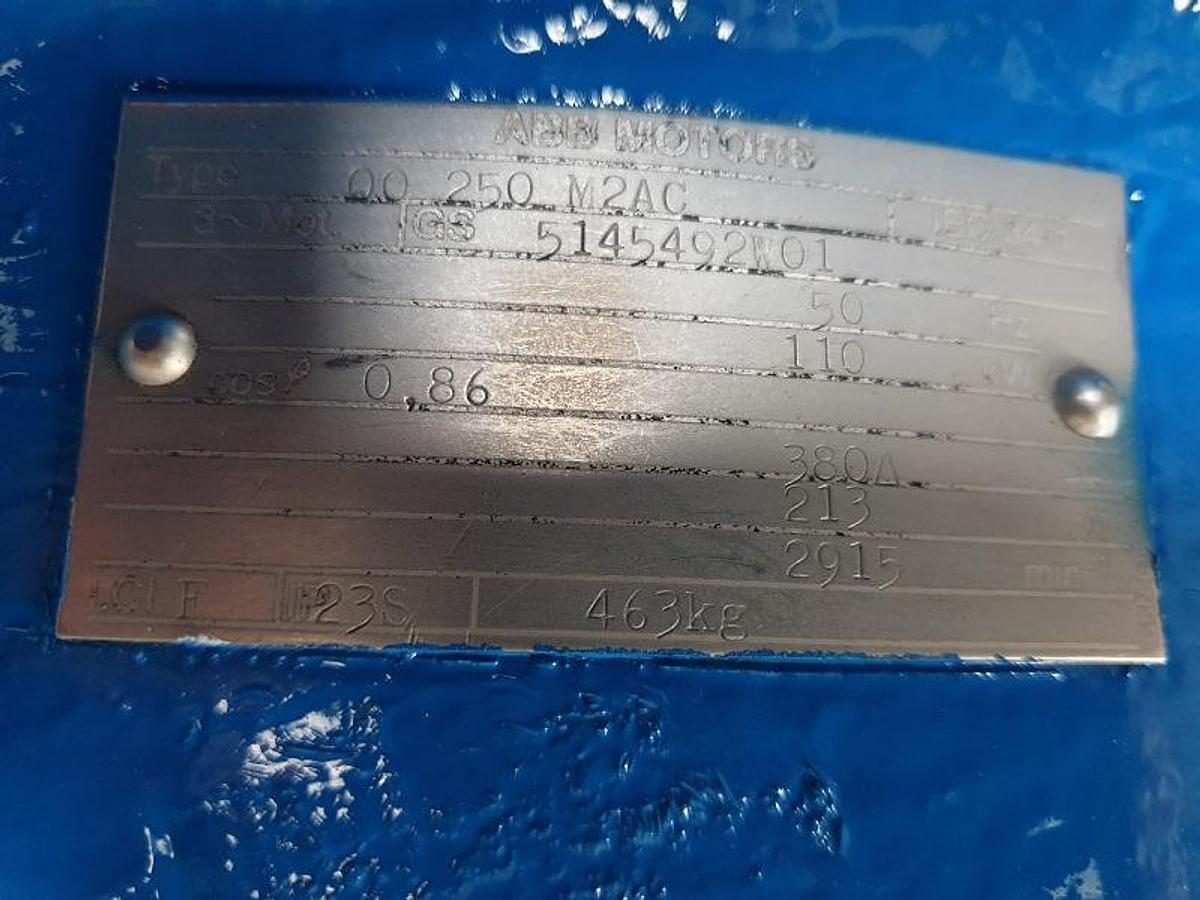 ABB MOTORS
Type QQ 250 M2AC
3~Mot. GS 5145492W01
50 Hz
110 kW
cosφ 0,86
380Δ
213
2915 min
I.Cl.F IP23S 463kg